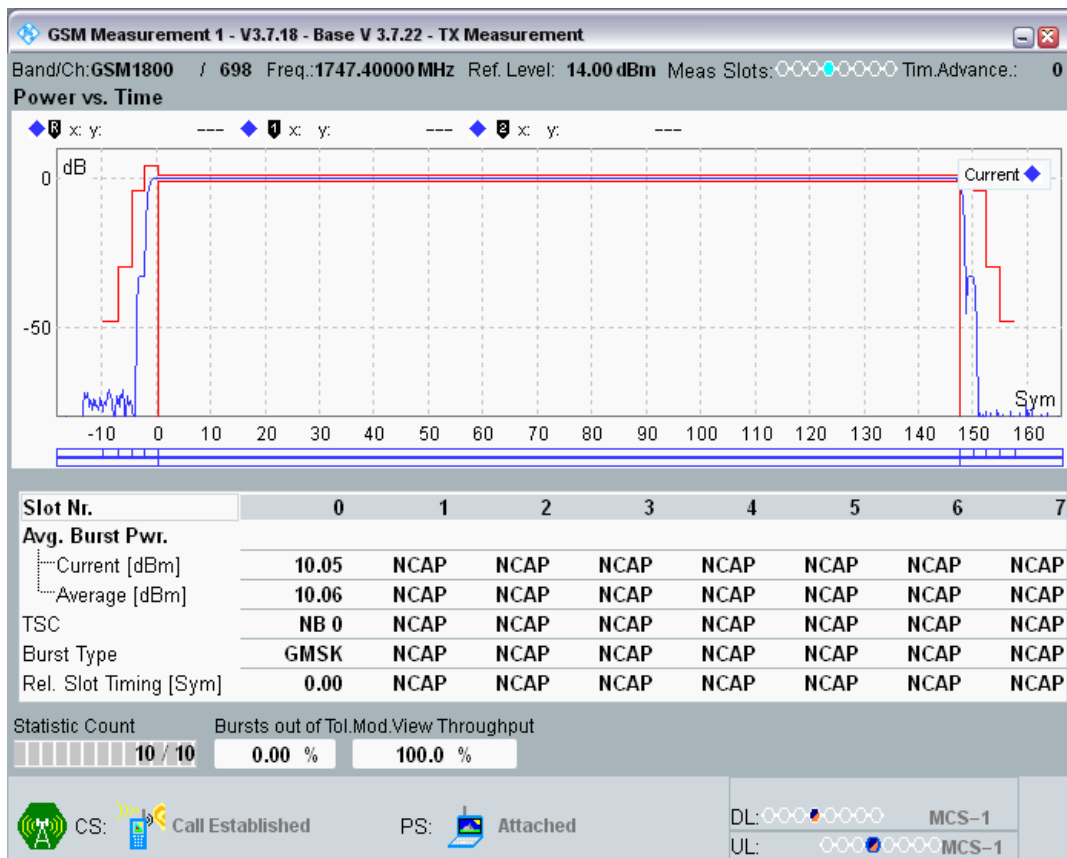 GSM Measurement 1 - V3.7.18 - Base V 3.7.22 - TX Measurement
Band/Ch:GSM1800 / 698 Freq.:1747.40000 MHz Ref. Level: 14.00 dBm Meas Slots: Tim.Advance.: 0
Power vs. Time
R x: y: --- 1 x: y: --- 2 x: y: ---
dB
0
Current
-50
Sym
-10 0 10 20 30 40 50 60 70 80 90 100 110 120 130 140 150 160
Slot Nr. 0 1 2 3 4 5 6 7
Avg. Burst Pwr.
Current [dBm] 10.05 NCAP NCAP NCAP NCAP NCAP NCAP NCAP
Average [dBm] 10.06 NCAP NCAP NCAP NCAP NCAP NCAP NCAP
TSC NB 0 NCAP NCAP NCAP NCAP NCAP NCAP NCAP
Burst Type GMSK NCAP NCAP NCAP NCAP NCAP NCAP NCAP
Rel. Slot Timing [Sym] 0.00 NCAP NCAP NCAP NCAP NCAP NCAP NCAP
Statistic Count Bursts out of Tol. Mod.View Throughput
10 / 10 0.00 % 100.0 %
CS: Call Established PS: Attached DL: MCS-1
UL: MCS-1